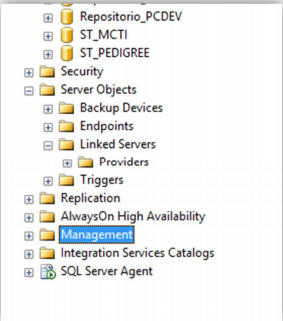 Repositorio_PCDEV
ST_MCTI
ST_PEDIGREE
Security
Server Objects
Backup Devices
Endpoints
Linked Servers
Providers
Triggers
Replication
AlwaysOn High Availability
Management
Integration Services Catalogs
SQL Server Agent